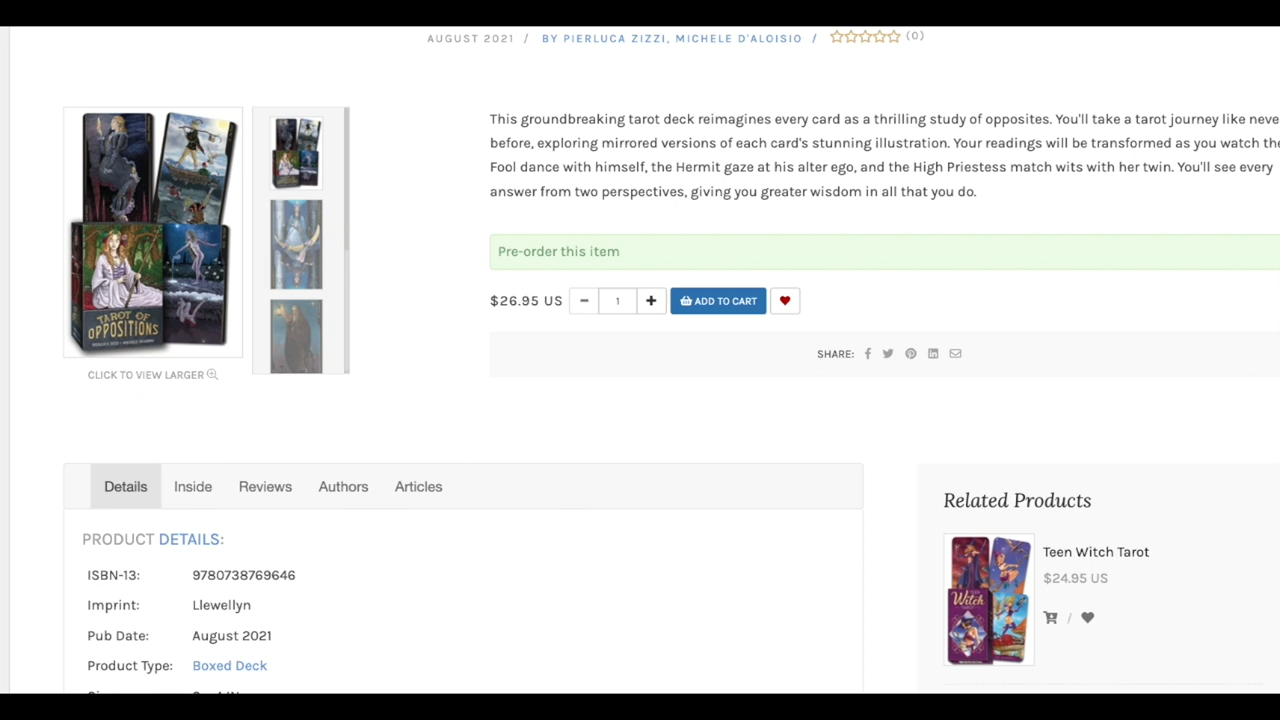 AUGUST 2021 / BY PIERLUCA ZIZZI, MICHELE D'ALOISIO / (0)
This groundbreaking tarot deck reimagines every card as a thrilling study of opposites. You'll take a tarot journey like neve
before, exploring mirrored versions of each card's stunning illustration. Your readings will be transformed as you watch the
Fool dance with himself, the Hermit gaze at his alter ego, and the High Priestess match wits with her twin. You'll see every
answer from two perspectives, giving you greater wisdom in all that you do.
Pre-order this item
$26.95 US − 1 + ADD TO CART
SHARE:
TAROT OF
OPPOSITIONS
CLICK TO VIEW LARGER
Details Inside Reviews Authors Articles
PRODUCT DETAILS:
ISBN-13: 9780738769646
Imprint: Llewellyn
Pub Date: August 2021
Product Type: Boxed Deck
Related Products
Teen Witch Tarot
$24.95 US
/
Witch